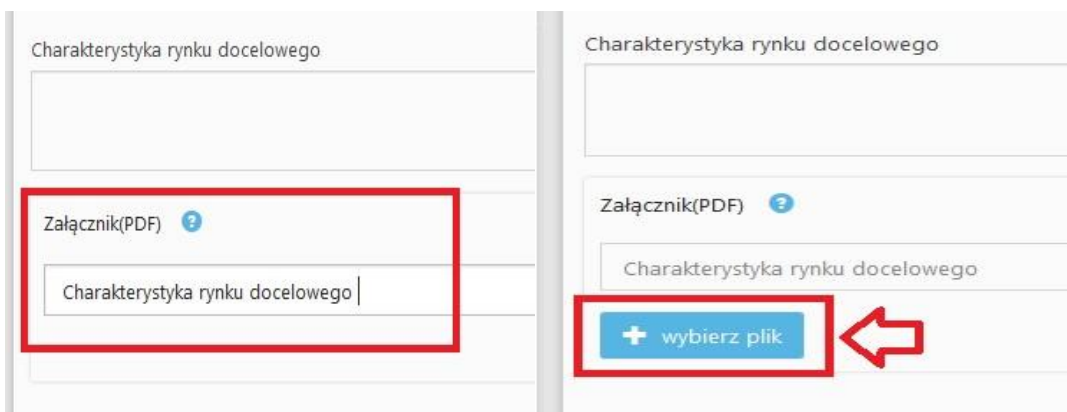 Charakterystyka rynku docelowego
Załącznik(PDF) ?
Charakterystyka rynku docelowego
Charakterystyka rynku docelowego
Załącznik(PDF) ?
Charakterystyka rynku docelowego
+ wybierz plik